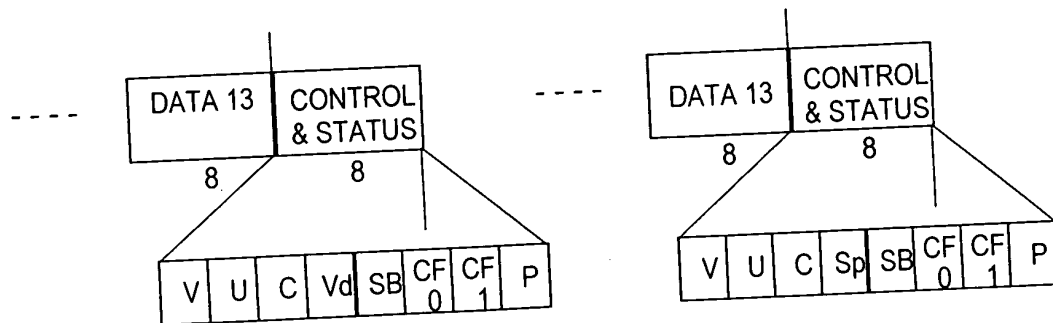 DATA 13 CONTROL & STATUS
8 8
V U C Vd SB CF 0 CF 1 P
DATA 13 CONTROL & STATUS
8 8
V U C Sp SB CF 0 CF 1 P